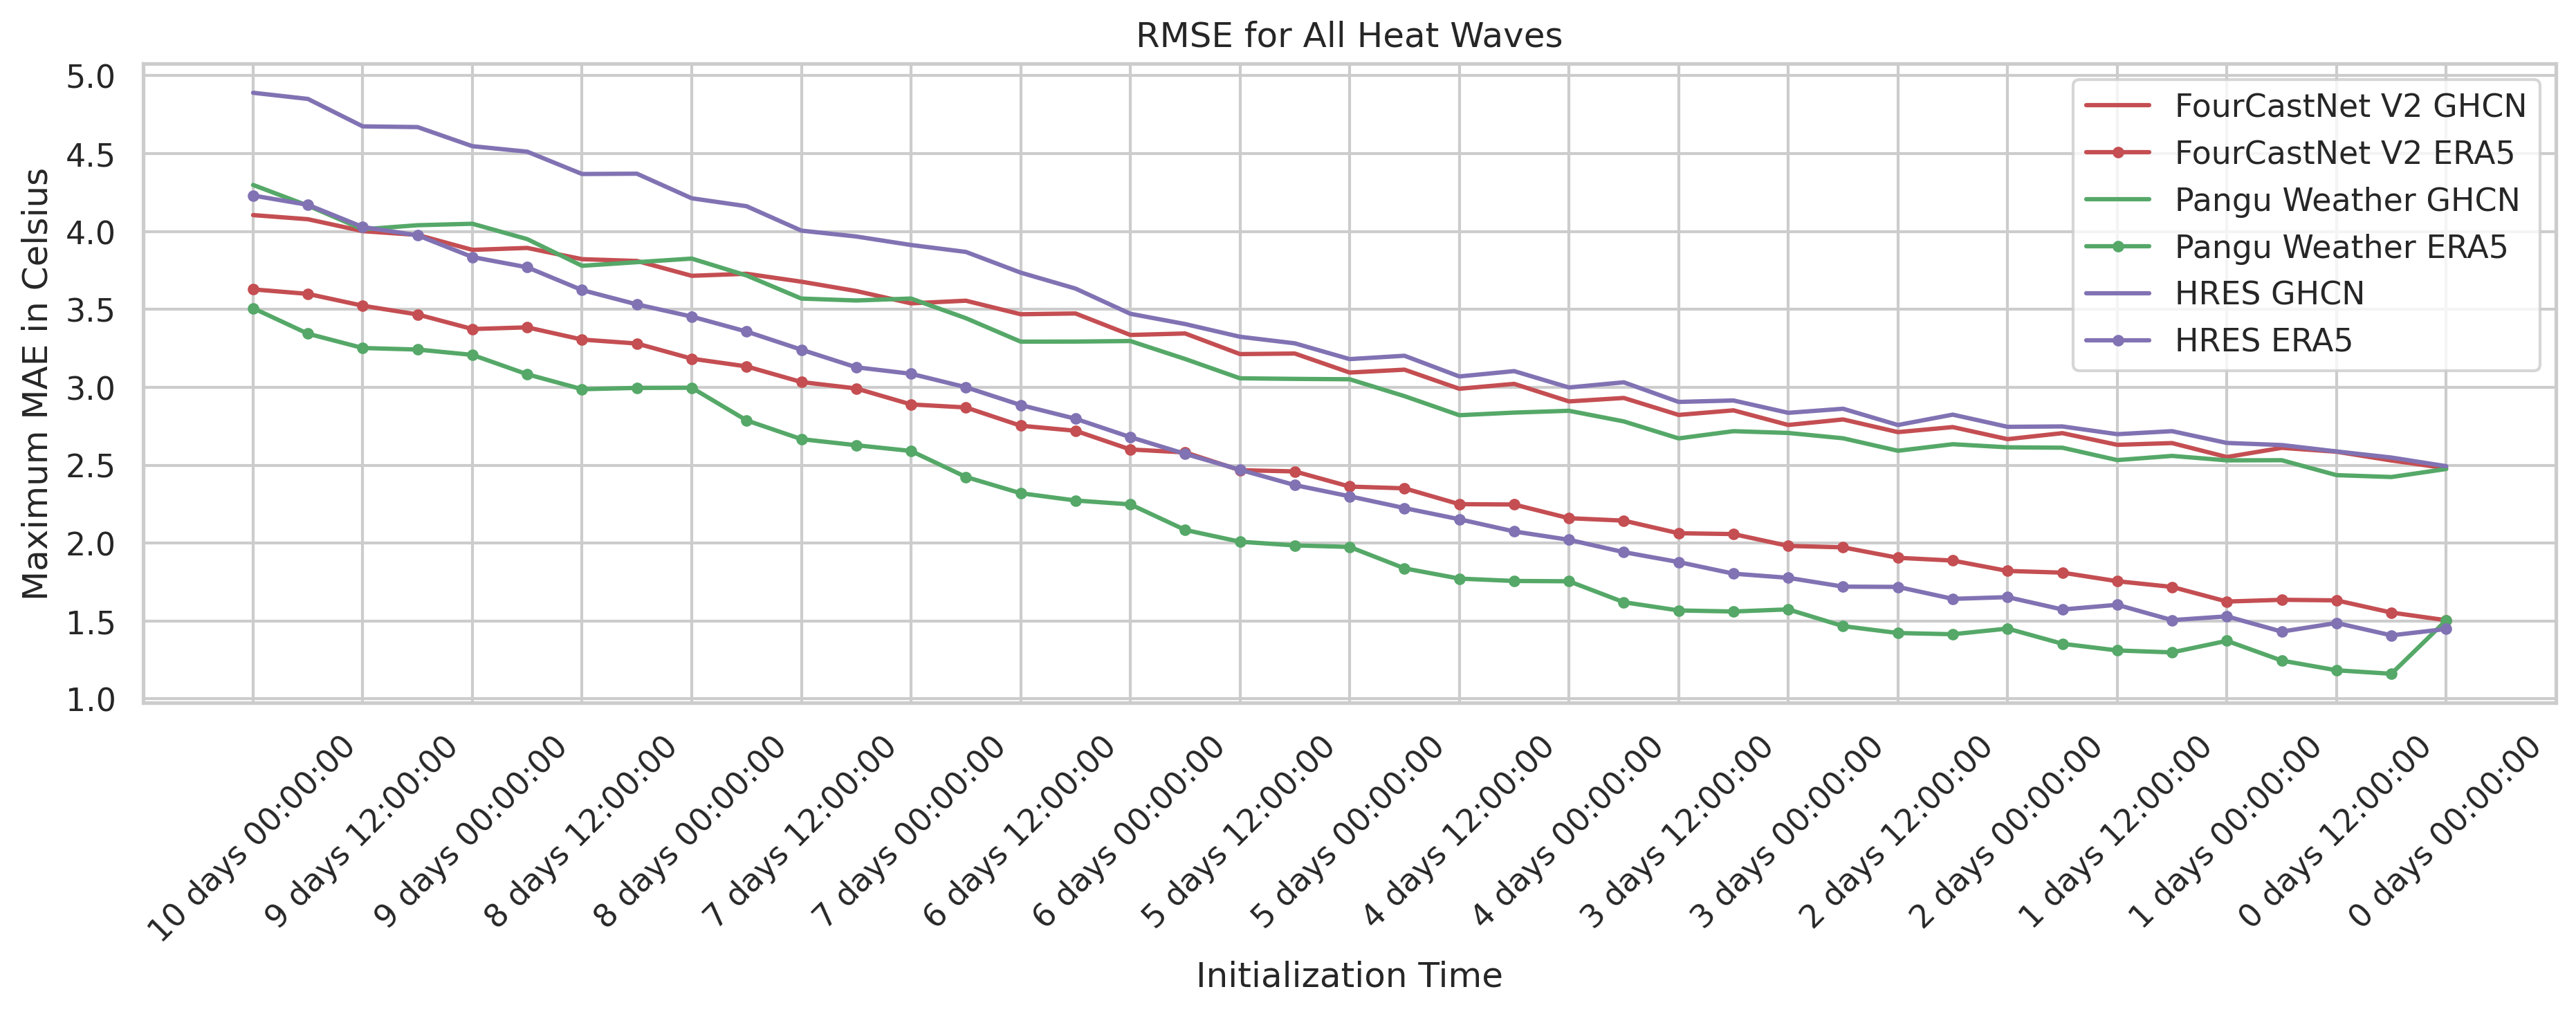 RMSE for All Heat Waves
5.0
4.5
4.0
3.5
3.0
2.5
2.0
1.5
1.0
Maximum MAE in Celsius
FourCastNet V2 GHCN
FourCastNet V2 ERA5
Pangu Weather GHCN
Pangu Weather ERA5
HRES GHCN
HRES ERA5
10 days 00:00:00
9 days 12:00:00
9 days 00:00:00
8 days 12:00:00
8 days 00:00:00
7 days 12:00:00
7 days 00:00:00
6 days 12:00:00
6 days 00:00:00
5 days 12:00:00
5 days 00:00:00
4 days 12:00:00
4 days 00:00:00
3 days 12:00:00
3 days 00:00:00
2 days 12:00:00
2 days 00:00:00
1 days 12:00:00
1 days 00:00:00
0 days 12:00:00
0 days 00:00:00
Initialization Time